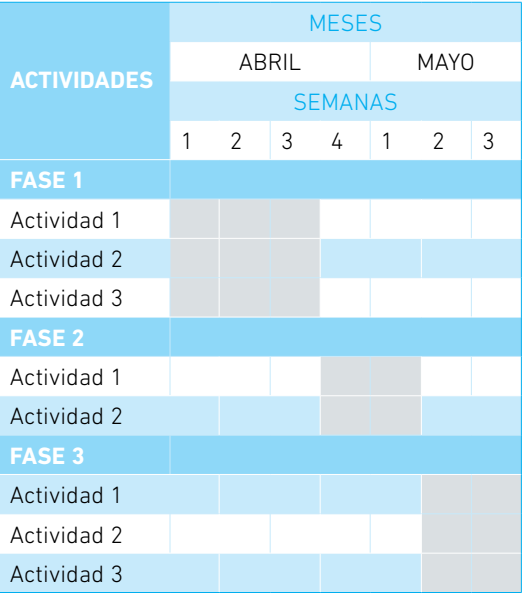 MESES
ACTIVIDADES
ABRIL MAYO
SEMANAS
1 2 3 4 1 2 3
FASE 1
Actividad 1
Actividad 2
Actividad 3
FASE 2
Actividad 1
Actividad 2
FASE 3
Actividad 1
Actividad 2
Actividad 3